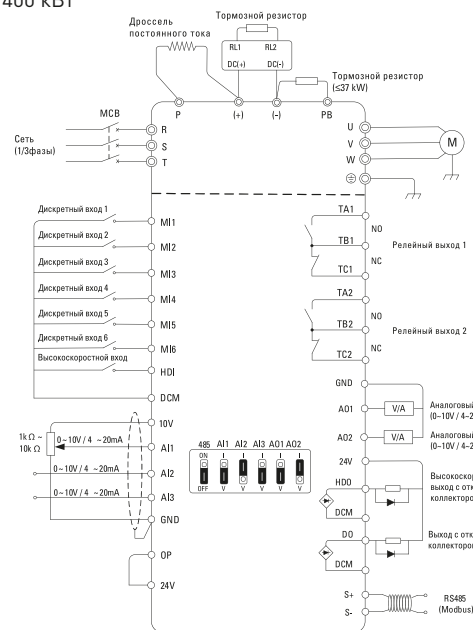 400 кВт
Дроссель
постоянного тока
Тормозной резистор
RL1 RL2
DC(+) DC(-)
Тормозной резистор
(≤37 kW)
P (+) (-) PB
MCB
Сеть
(1/3фазы)
R
S
T
U
V
W
M
Дискретный вход 1
MI1
Дискретный вход 2
MI2
Дискретный вход 3
MI3
Дискретный вход 4
MI4
Дискретный вход 5
MI5
Дискретный вход 6
MI6
Высокоскоростной вход
HDI
DCM
TA1
NO
TB1
Релейный выход 1
NC
TC1
TA2
NO
TB2
Релейный выход 2
NC
TC2
10V
1k Ω ~
10k Ω
0~10V / 4 ~20mA
AI1
0~10V / 4 ~20mA
AI2
0~10V / 4 ~20mA
AI3
GND
OP
24V
485 AI1 AI2 AI3 AO1 AO2
ON I I I I I
OFF V V V V V
GND
AO1
V/A
Аналоговый
(0~10V / 4~2
AO2
V/A
Аналоговый
(0~10V / 4~2
24V
HDO
Высокоскор
выход с отк
коллекторо
DCM
DO
Выход с отк
коллекторо
DCM
S+
S-
RS485
(Modbus)